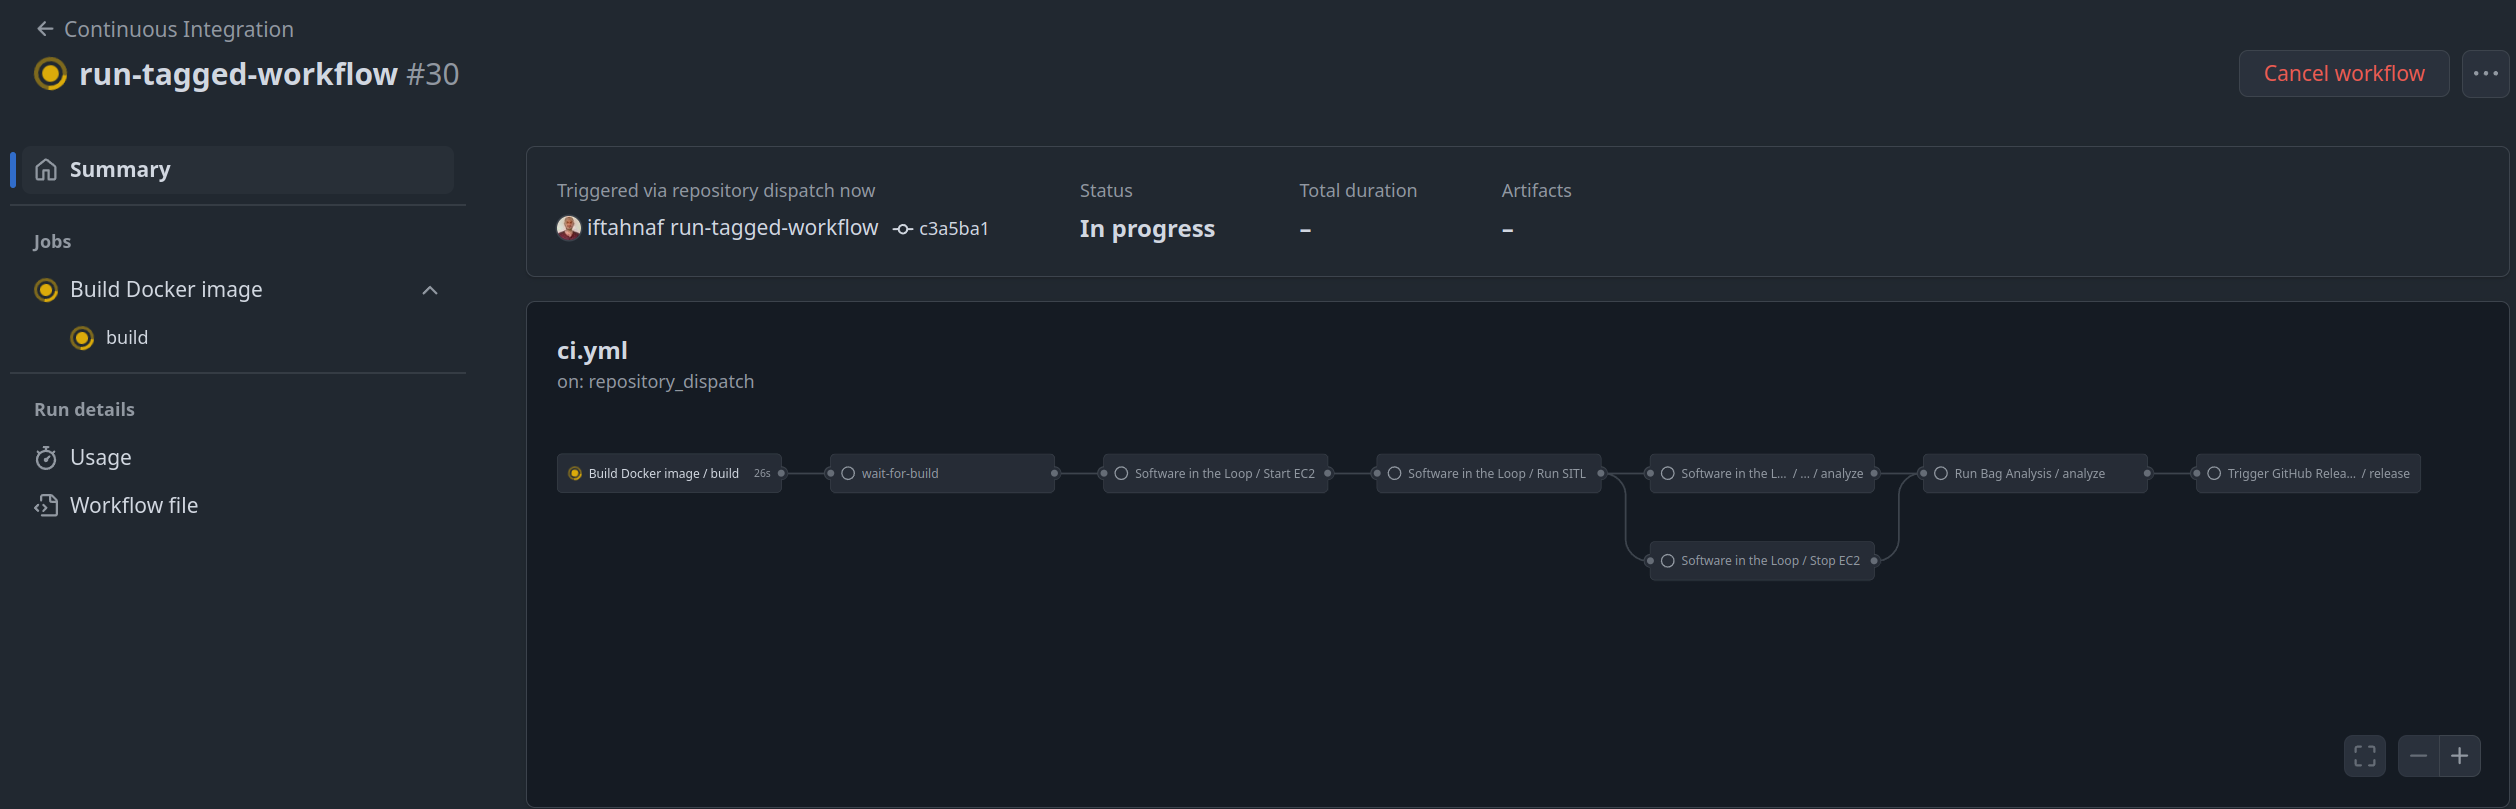 Continuous Integration
run-tagged-workflow #30
Cancel workflow
Summary
Jobs
Build Docker image
build
Run details
Usage
Workflow file
Triggered via repository dispatch now
iftahnaf run-tagged-workflow c3a5ba1
Status
In progress
Total duration
–
Artifacts
–
ci.yml
on: repository_dispatch
Build Docker image / build 26s
wait-for-build
Software in the Loop / Start EC2
Software in the Loop / Run SITL
Software in the L... / ... / analyze
Software in the Loop / Stop EC2
Run Bag Analysis / analyze
Trigger GitHub Relea... / release